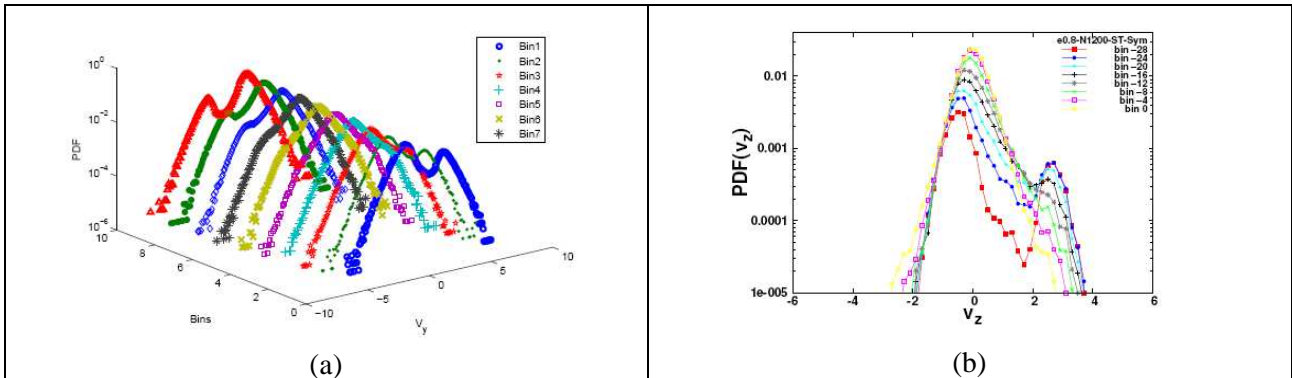 Bin1
Bin2
Bin3
Bin4
Bin5
Bin6
Bin7
10^0
10^-2
10^-4
10^-6
PDF
10
8
6
4
2
0
Bins
−10
−5
0
5
10
V_y
(a)
e0.8-N1200-ST-Sym
bin −28
bin −24
bin −20
bin −16
bin −12
bin −8
bin −4
bin 0
0.01
0.001
0.0001
1e-005
PDF(v_z)
-6
-4
-2
0
2
4
6
V_z
(b)